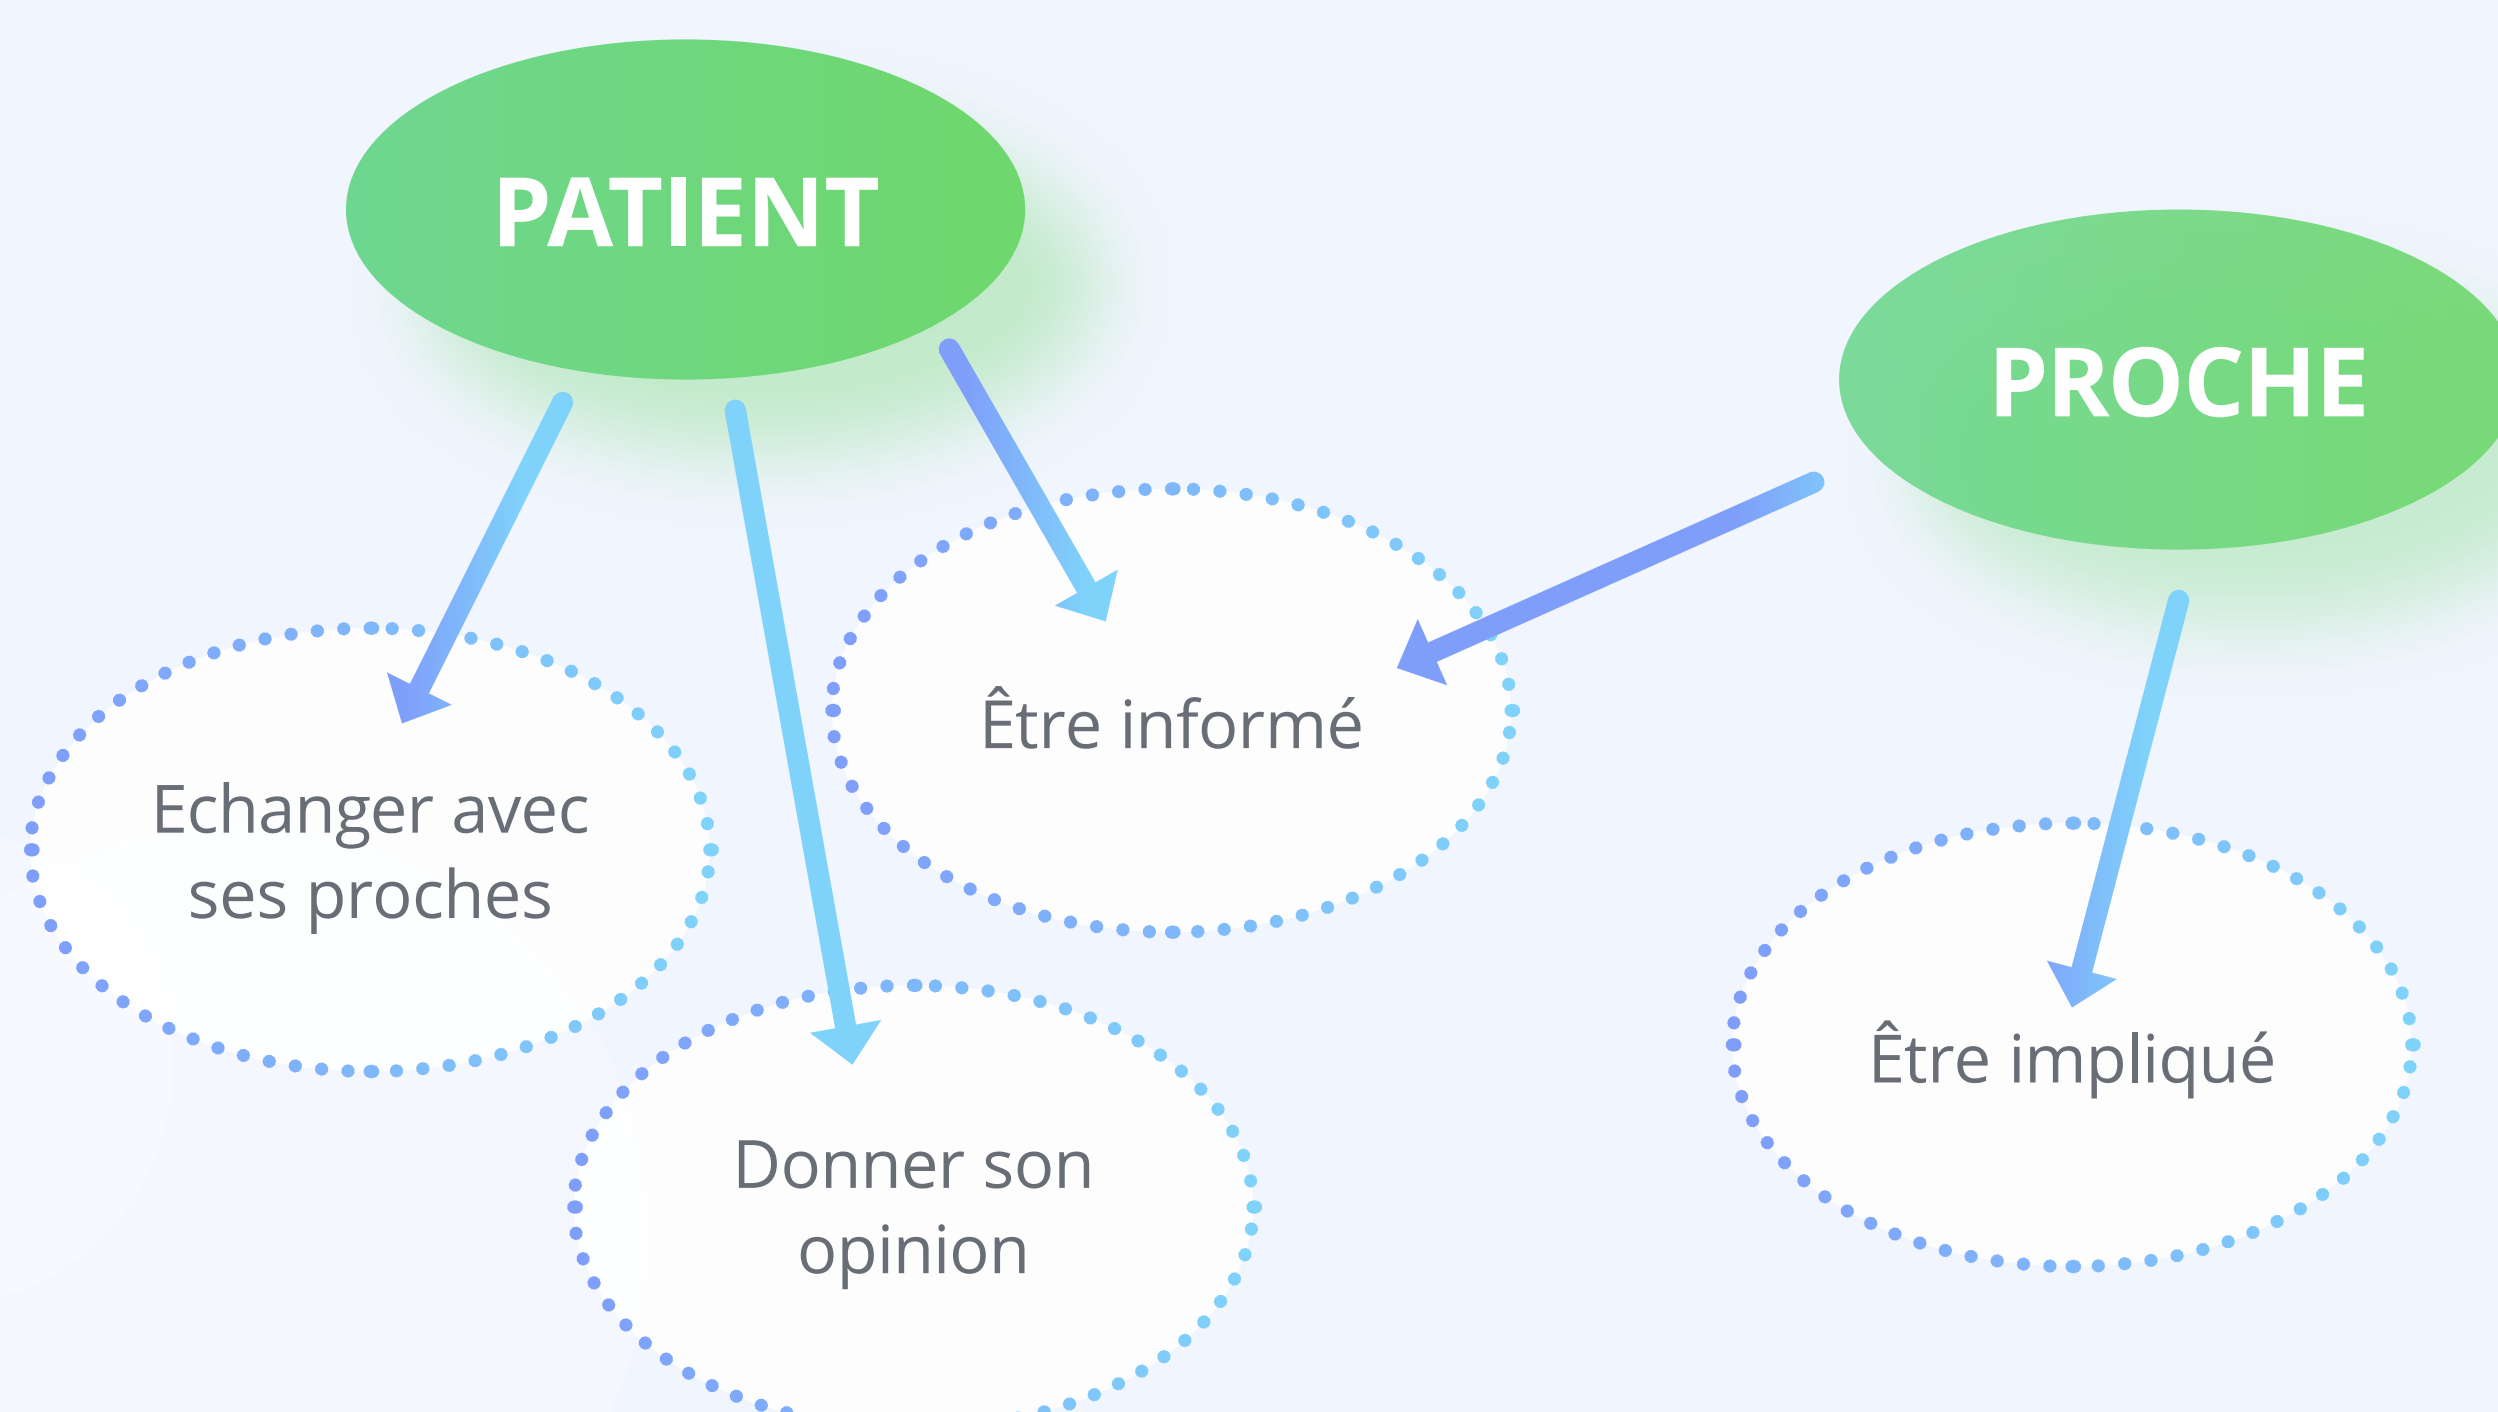 PATIENT
PROCHE
Être informé
Echanger avec
ses proches
Être impliqué
Donner son
opinion